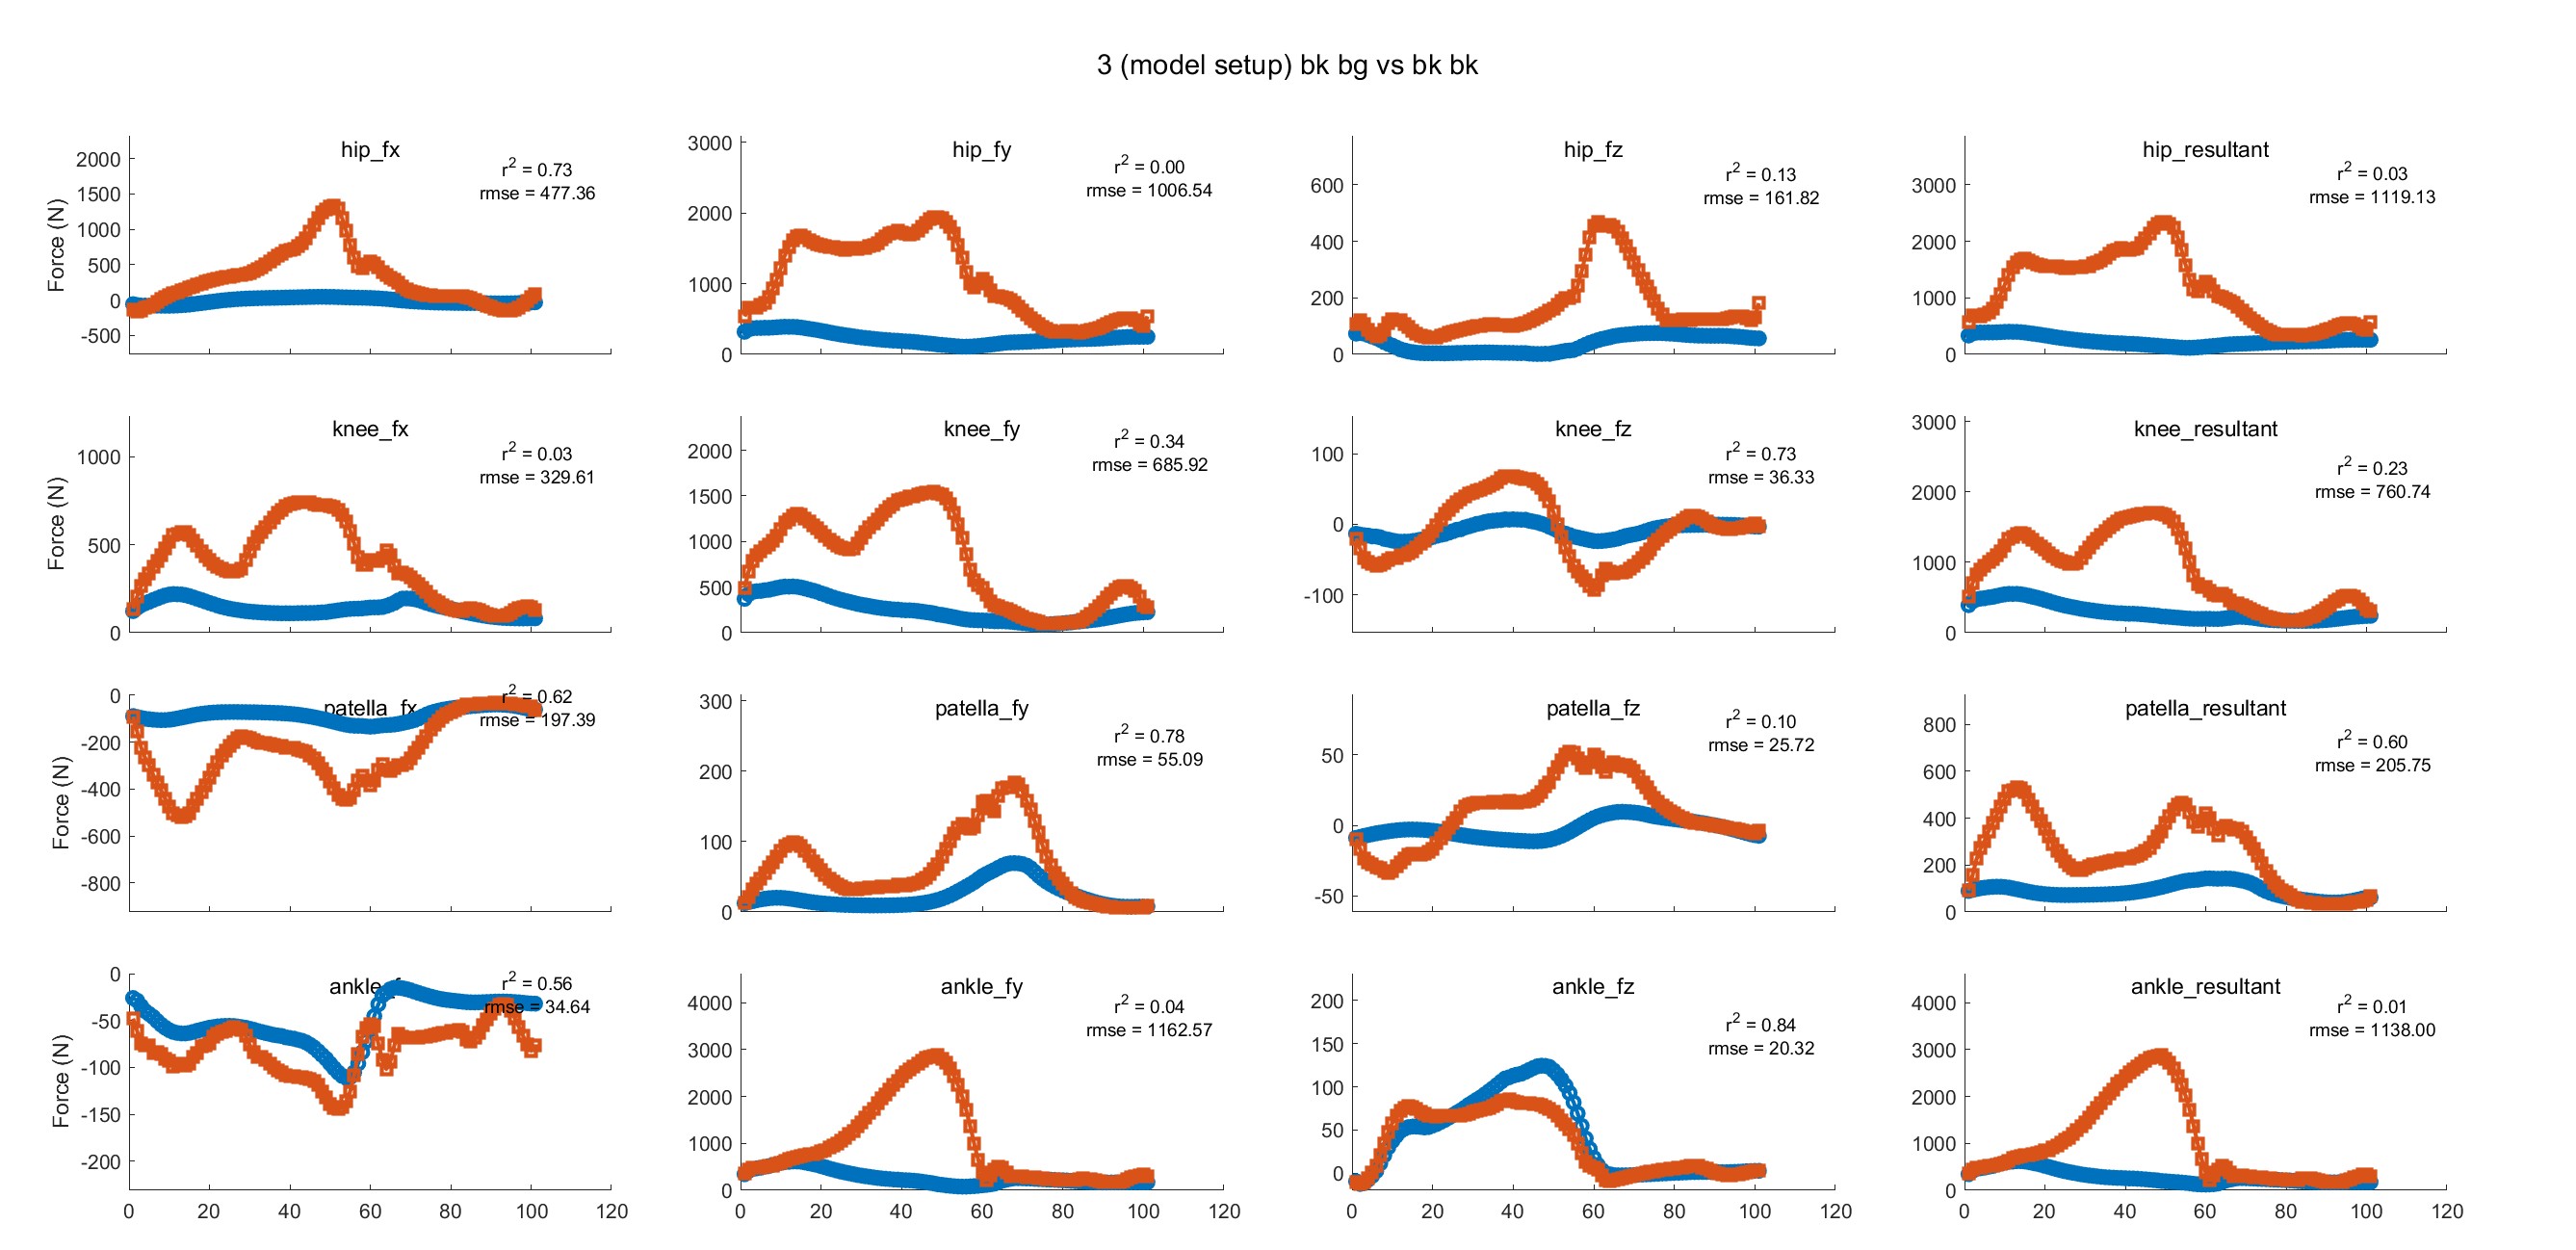 3 (model setup) bk bg vs bk bk
hip_fx
r2 = 0.73
rmse = 477.36
Force (N)
2000
1500
1000
500
0
-500
hip_fy
r2 = 0.00
rmse = 1006.54
3000
2000
1000
0
hip_fz
r2 = 0.13
rmse = 161.82
600
400
200
0
hip_resultant
r2 = 0.03
rmse = 1119.13
3000
2000
1000
0
knee_fx
r2 = 0.03
rmse = 329.61
Force (N)
1000
500
0
knee_fy
r2 = 0.34
rmse = 685.92
2000
1500
1000
500
0
knee_fz
r2 = 0.73
rmse = 36.33
100
0
-100
knee_resultant
r2 = 0.23
rmse = 760.74
3000
2000
1000
0
patella_fx
r2 = 0.62
rmse = 197.39
Force (N)
0
-200
-400
-600
-800
patella_fy
r2 = 0.78
rmse = 55.09
300
200
100
0
patella_fz
r2 = 0.10
rmse = 25.72
50
0
-50
patella_resultant
r2 = 0.60
rmse = 205.75
800
600
400
200
0
r2 = 0.56
rmse = 34.64
Force (N)
0
-50
-100
-150
-200
0 20 40 60 80 100 120
ankle_fy
r2 = 0.04
rmse = 1162.57
4000
3000
2000
1000
0
0 20 40 60 80 100 120
ankle_fz
r2 = 0.84
rmse = 20.32
200
150
100
50
0
0 20 40 60 80 100 120
ankle_resultant
r2 = 0.01
rmse = 1138.00
4000
3000
2000
1000
0
0 20 40 60 80 100 120